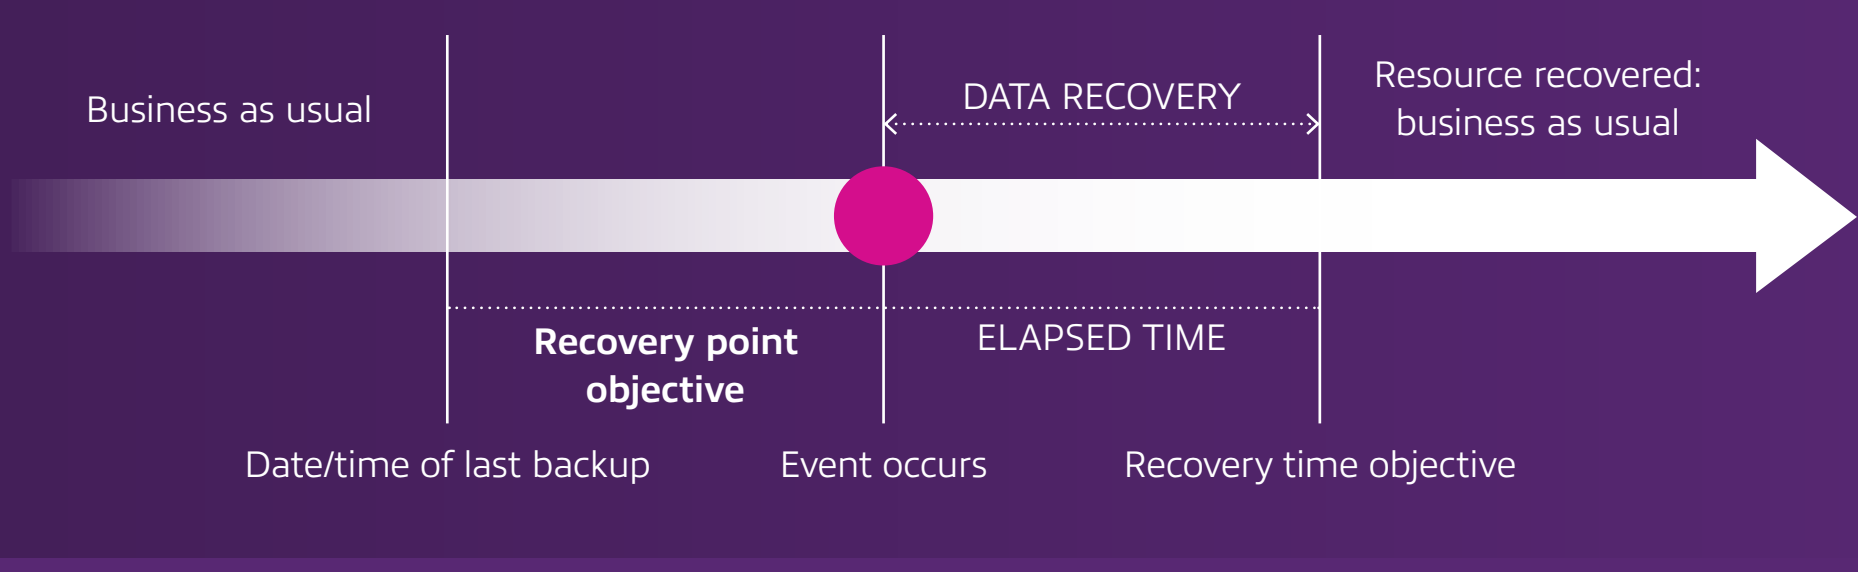 Business as usual
DATA RECOVERY
Resource recovered:
business as usual
Recovery point
objective
ELAPSED TIME
Date/time of last backup
Event occurs
Recovery time objective